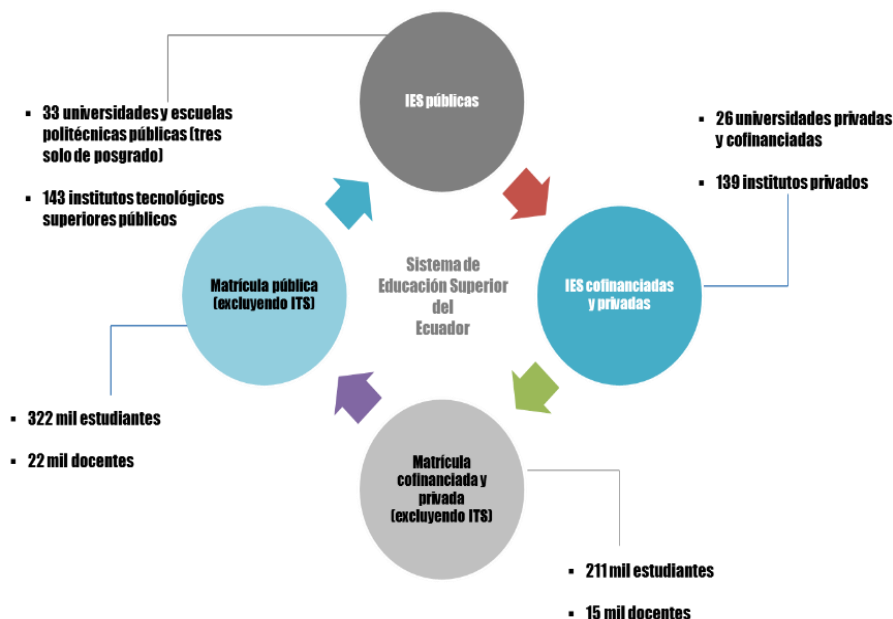 IES públicas
▪ 33 universidades y escuelas
politécnicas públicas (tres
solo de posgrado)
▪ 143 institutos tecnológicos
superiores públicos
▪ 26 universidades privadas
y cofinanciadas
▪ 139 institutos privados
Matrícula pública
(excluyendo ITS)
Sistema de
Educación Superior
del
Ecuador
IES cofinanciadas
y privadas
▪ 322 mil estudiantes
▪ 22 mil docentes
Matrícula
cofinanciada y
privada
(excluyendo ITS)
▪ 211 mil estudiantes
▪ 15 mil docentes